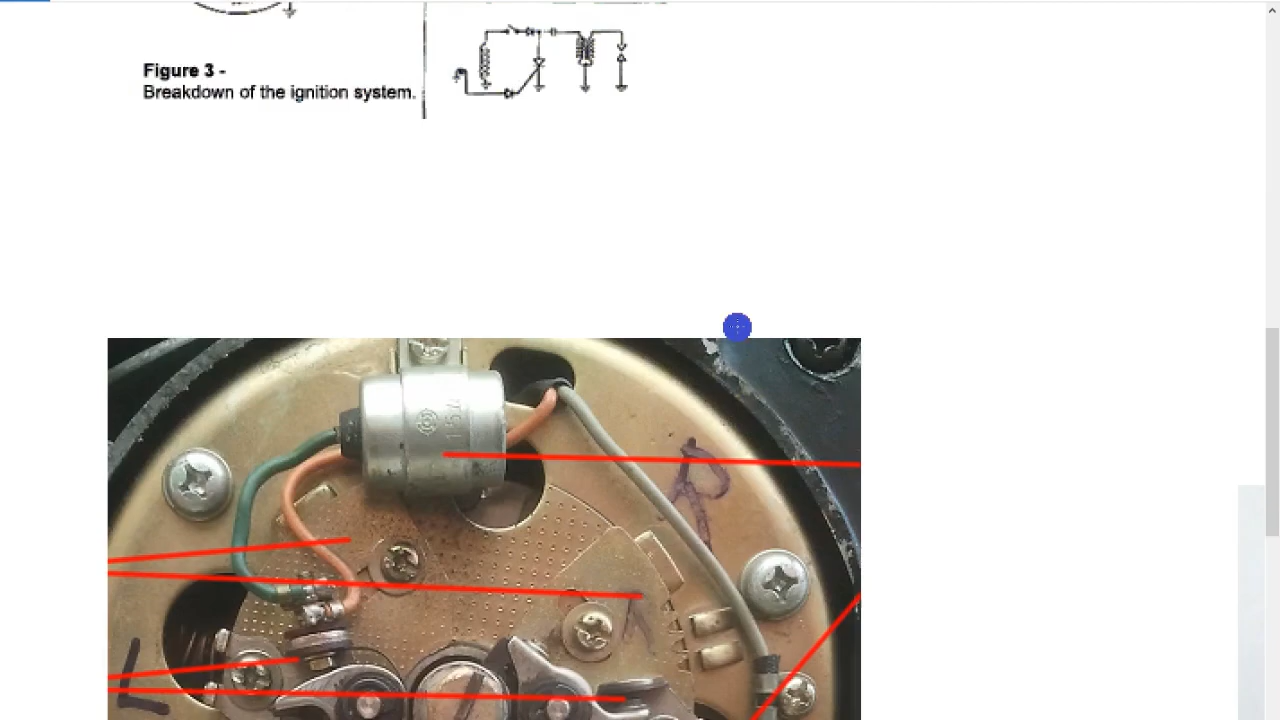 Figure 3 -
Breakdown of the ignition system.
R
L